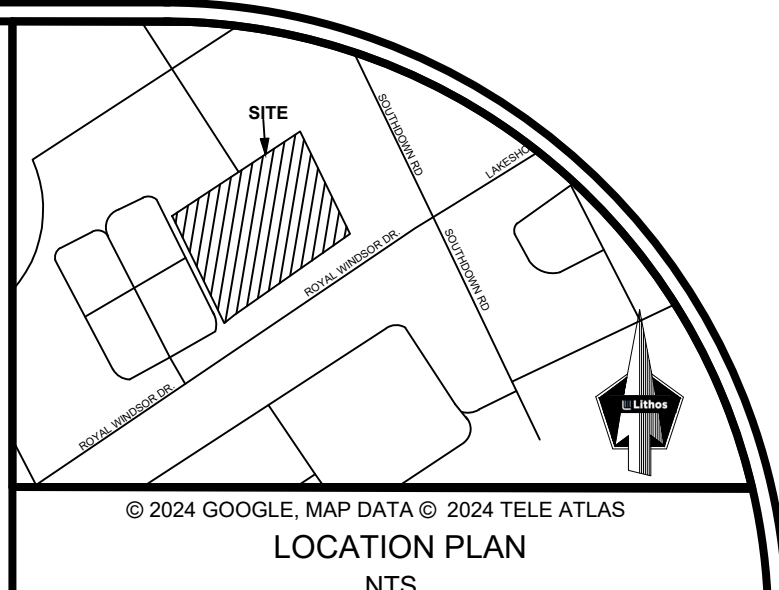 SITE
SOUTHDOWN RD
ROYAL WINDSOR DR.
SOUTHDOWN RD
ROYAL WINDSOR DR.
Lithos
© 2024 GOOGLE, MAP DATA © 2024 TELE ATLAS
LOCATION PLAN
NTS